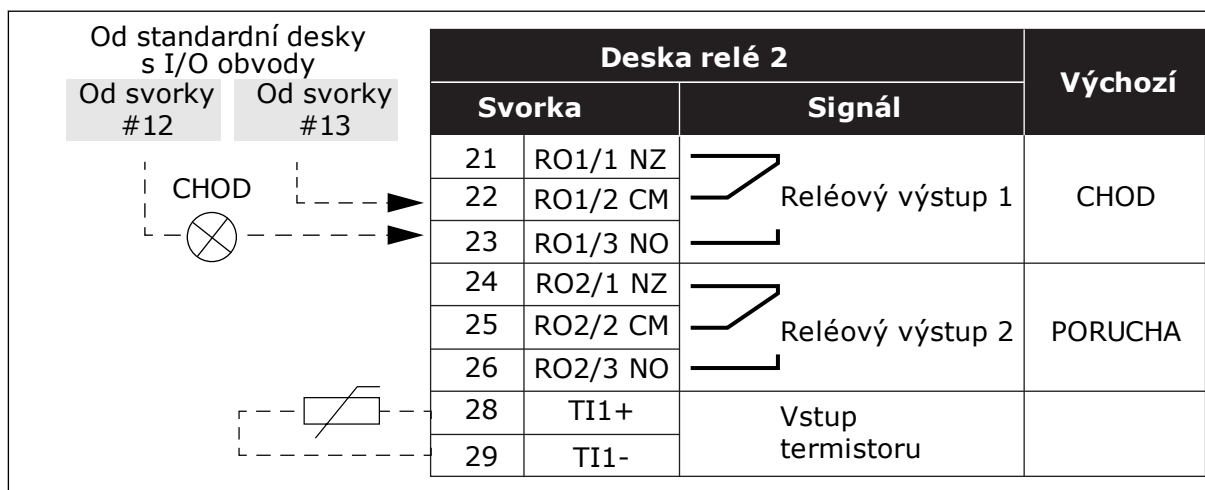 Od standardní desky
s I/O obvody
Od svorky
#12
Od svorky
#13
CHOD
Deska relé 2
Výchozí
Svorka
Signál
21
RO1/1 NZ
22
RO1/2 CM
23
RO1/3 NO
Reléový výstup 1
CHOD
24
RO2/1 NZ
25
RO2/2 CM
26
RO2/3 NO
Reléový výstup 2
PORUCHA
28
TI1+
29
TI1-
Vstup
termistoru